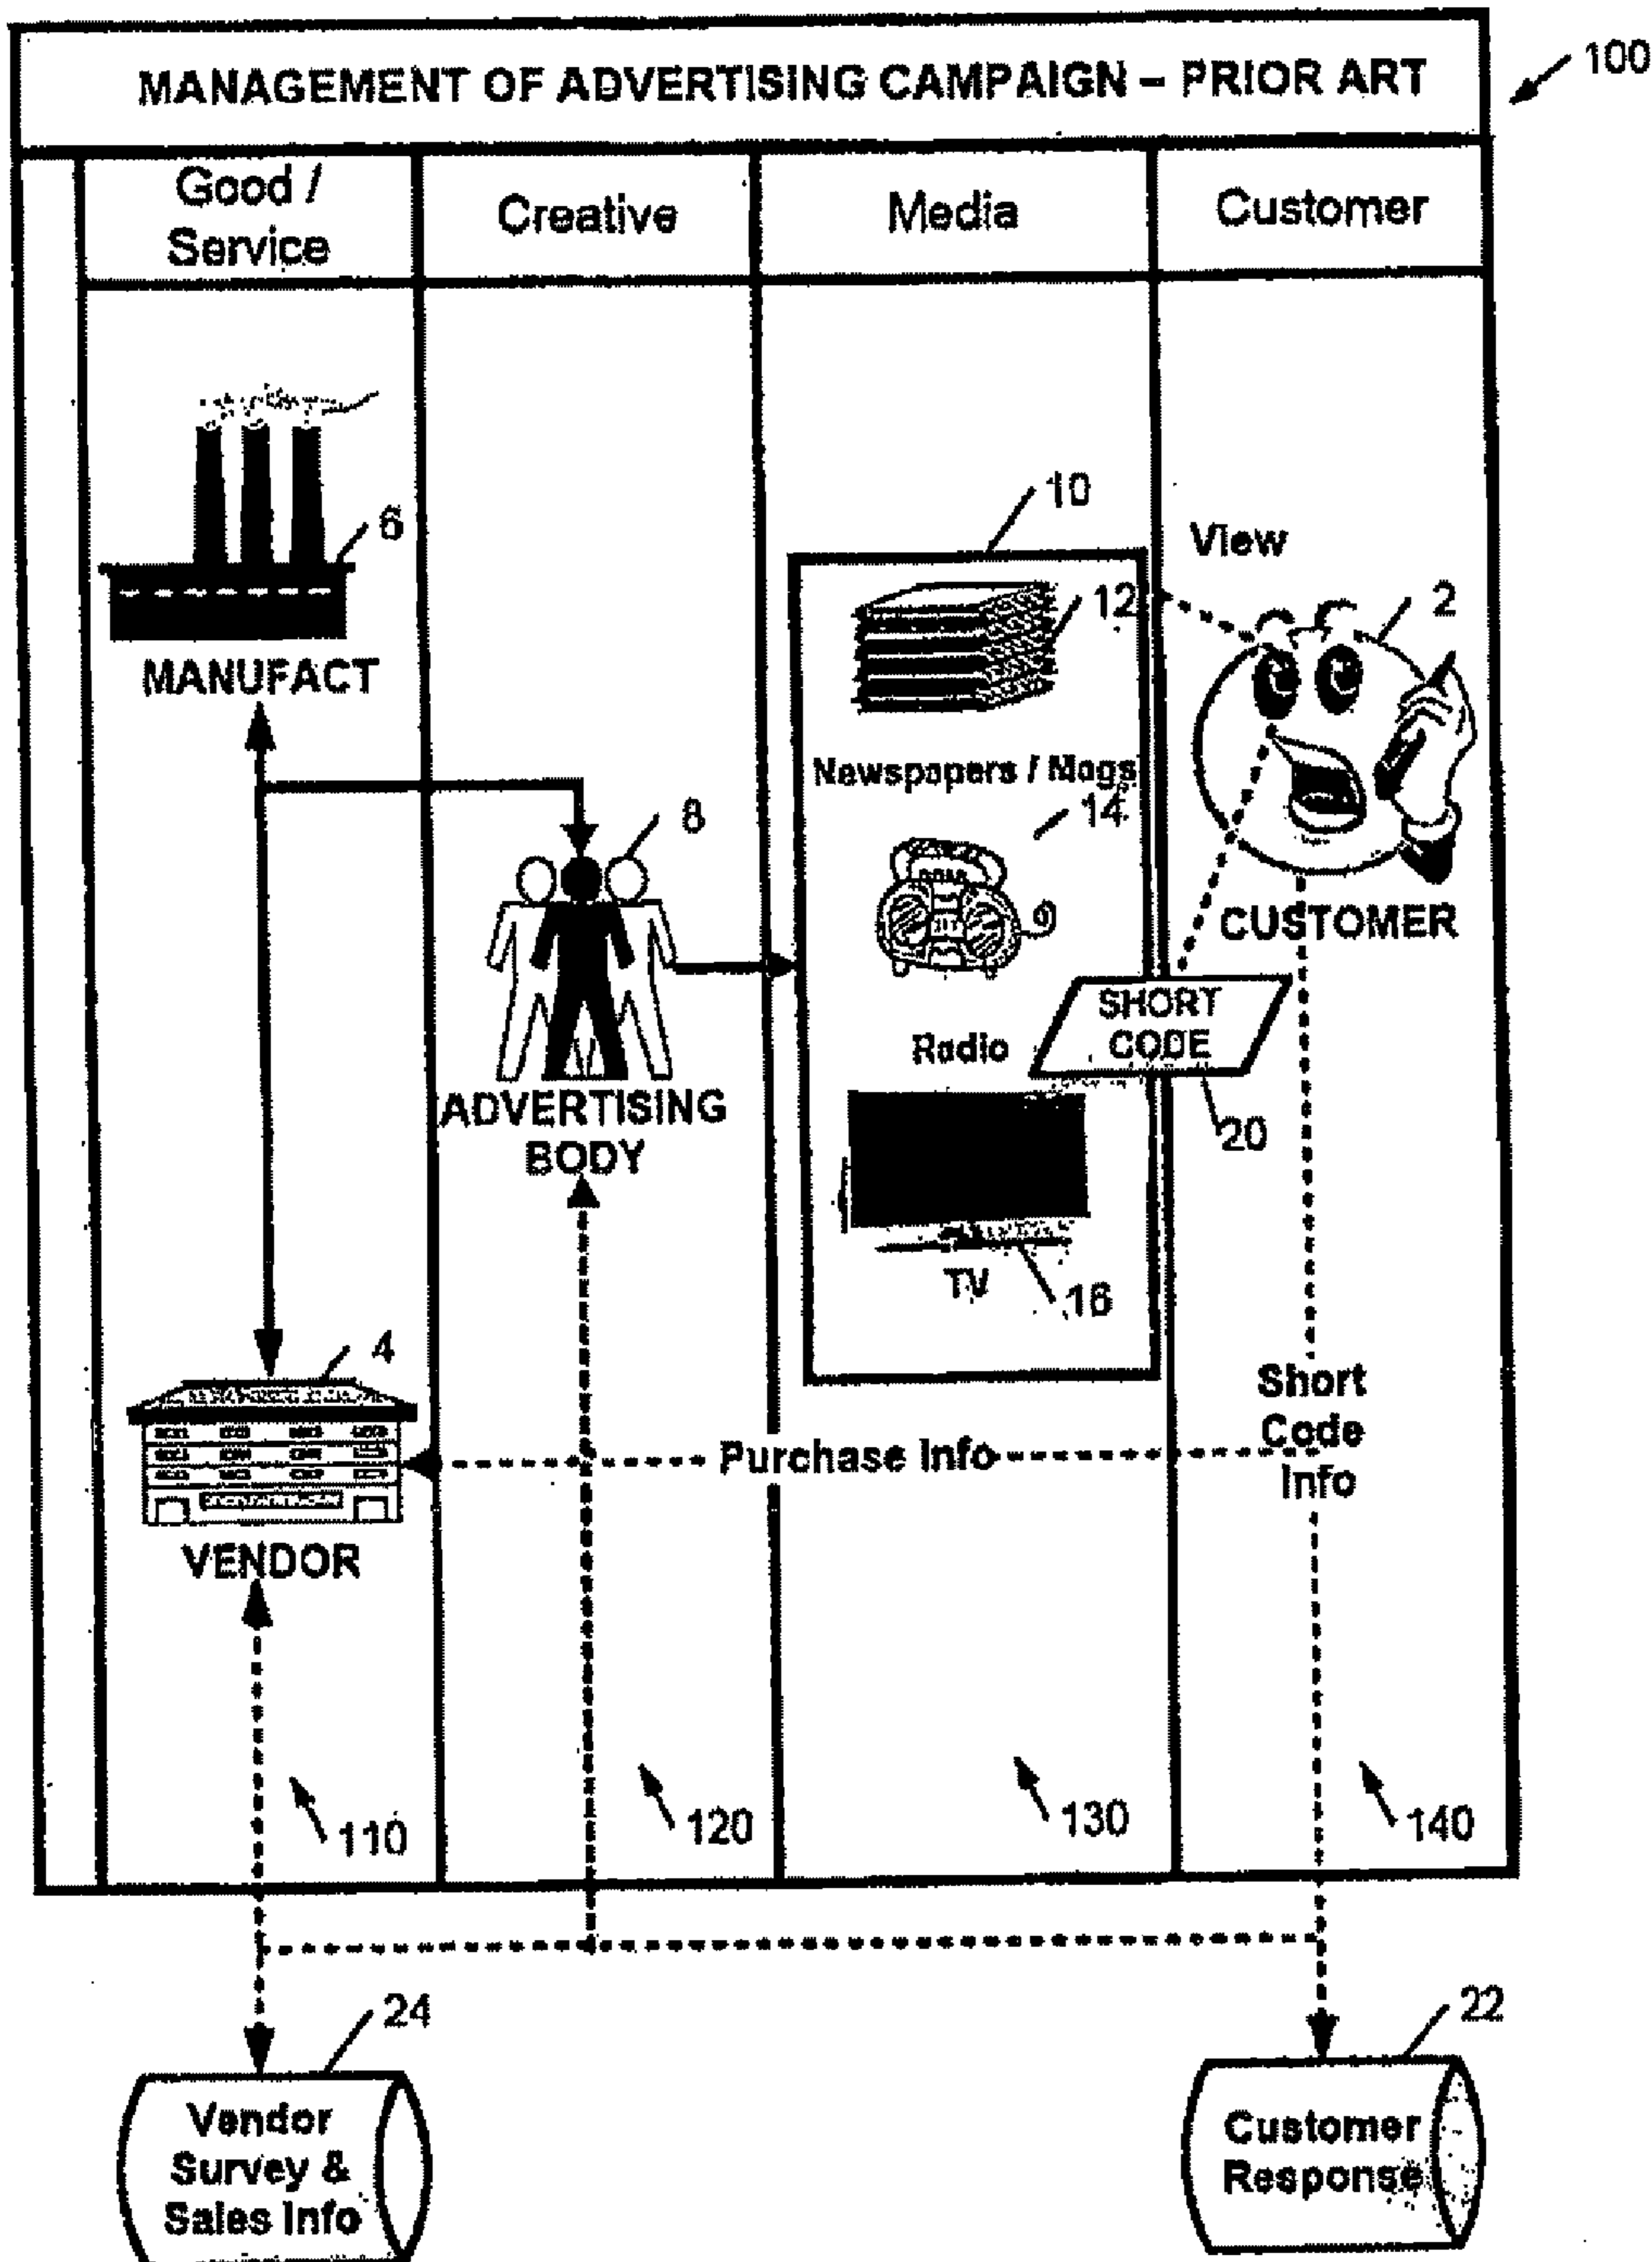 MANAGEMENT OF ADVERTISING CAMPAIGN – PRIOR ART
100
Good /
Service
Creative
Media
Customer
6
MANUFACT
10
View
12
2
Newspapers / Mags
14
8
CUSTOMER
SHORT
CODE
Radio
ADVERTISING
BODY
20
TV
16
4
Short
Code
Info
Purchase Info
VENDOR
110
120
130
140
24
22
Vendor
Survey &
Sales Info
Customer
Response